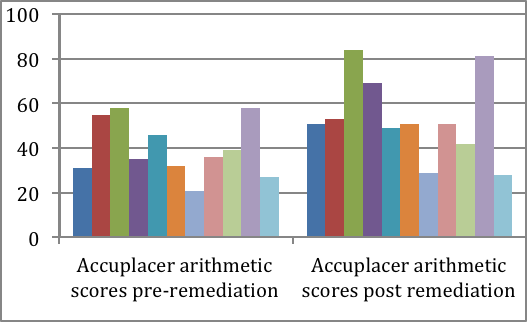 100
80
60
40
20
0
Accuplacer arithmetic
scores pre-remediation
Accuplacer arithmetic
scores post remediation